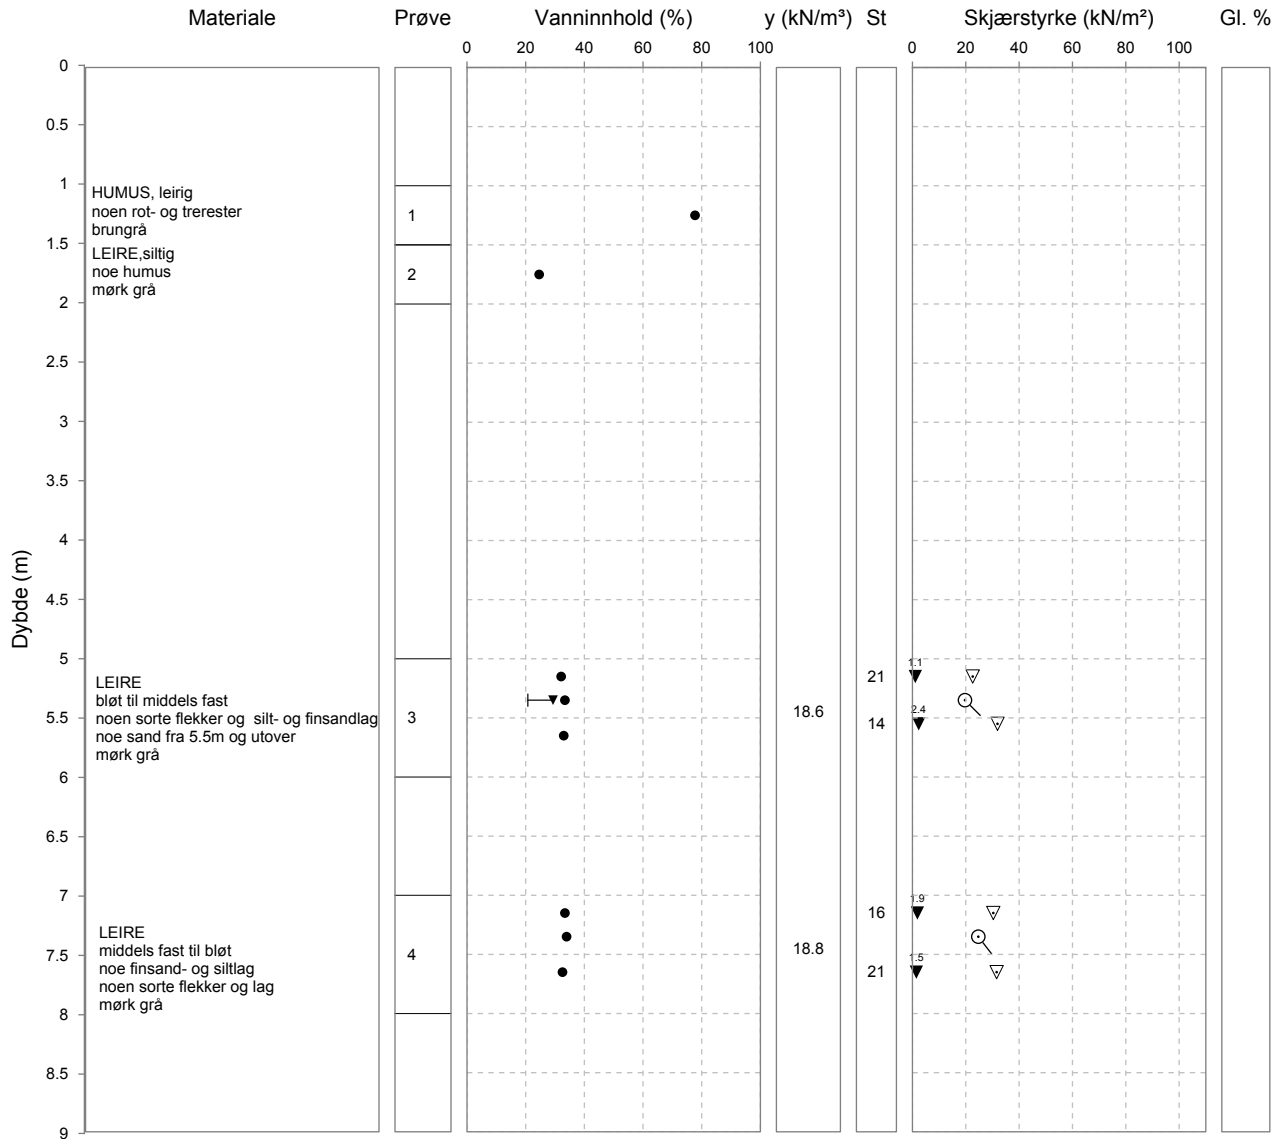 Materiale Prøve Vanninnhold (%) y (kN/m³) St Skjærstyrke (kN/m²) Gl. %
0 20 40 60 80 100 0 20 40 60 80 100
0
0.5
1
HUMUS, leirig
noen rot- og trerester
brungrå
1
1.5
LEIRE,siltig
noe humus
mørk grå
2
2
2.5
3
3.5
4
Dybde (m)
4.5
5
1.1
21
LEIRE
bløt til middels fast
noen sorte flekker og silt- og finsandlag
noe sand fra 5.5m og utover
mørk grå
3
18.6
2.4
14
5.5
6
6.5
7
1.9
16
LEIRE
middels fast til bløt
noe finsand- og siltlag
noen sorte flekker og lag
mørk grå
4
18.8
7.5
1.5
21
8
8.5
9